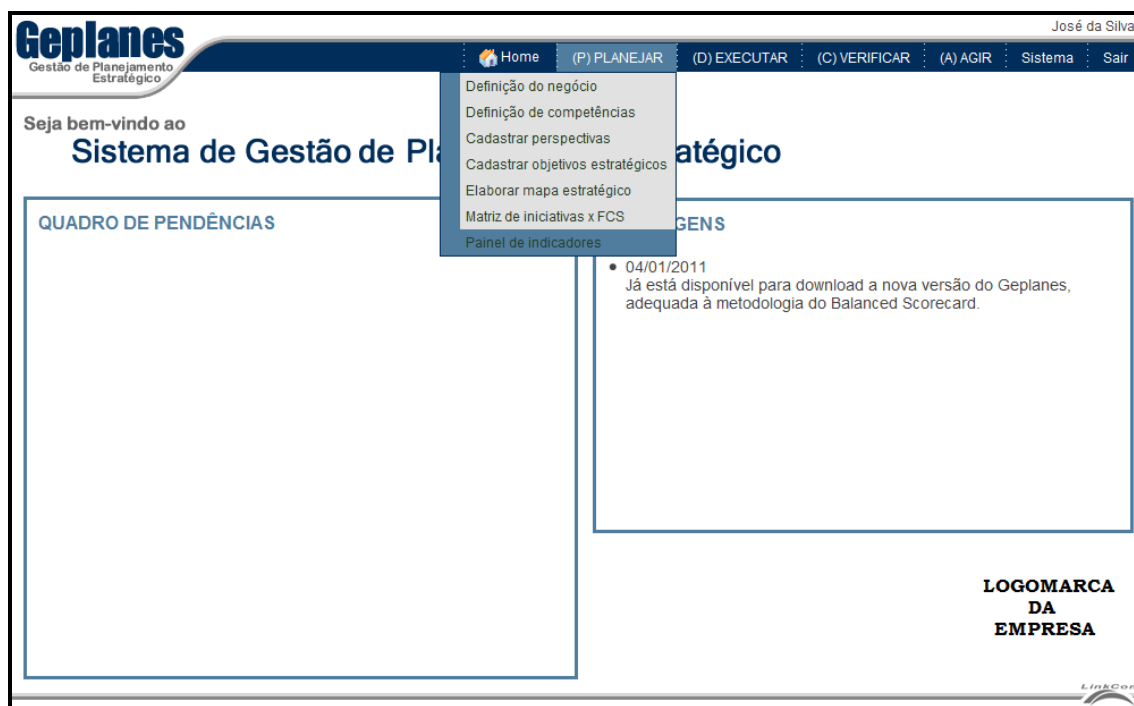 José da Silva
Geplanes
Gestão de Planejamento
Estratégico
Home (P) PLANEJAR (D) EXECUTAR (C) VERIFICAR (A) AGIR Sistema Sair
Definição do negócio
Definição de competências
Cadastrar perspectivas
Cadastrar objetivos estratégicos
Elaborar mapa estratégico
Matriz de iniciativas x FCS
Painel de indicadores
Seja bem-vindo ao
Sistema de Gestão de Pla atégico
QUADRO DE PENDÊNCIAS
GENS
04/01/2011
Já está disponível para download a nova versão do Geplanes,
adequada à metodologia do Balanced Scorecard.
LOGOMARCA
DA
EMPRESA
LinkCom